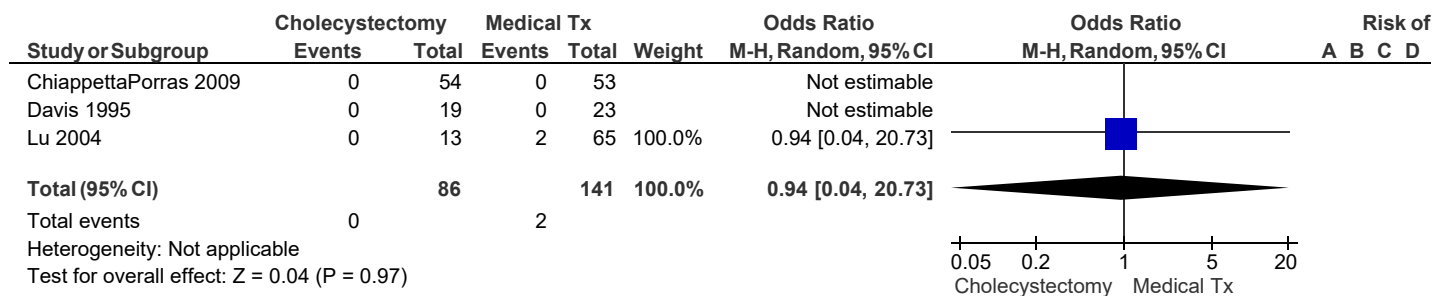 Cholecystectomy Medical Tx Odds Ratio Odds Ratio Risk of
Study or Subgroup Events Total Events Total Weight M-H, Random, 95% CI M-H, Random, 95% CI A B C D
ChiappettaPorras 2009 0 54 0 53 Not estimable
Davis 1995 0 19 0 23 Not estimable
Lu 2004 0 13 2 65 100.0% 0.94 [0.04, 20.73]
Total (95% CI) 86 141 100.0% 0.94 [0.04, 20.73]
Total events 0 2
Heterogeneity: Not applicable
Test for overall effect: Z = 0.04 (P = 0.97)
0.05 0.2 1 5 20
Cholecystectomy Medical Tx